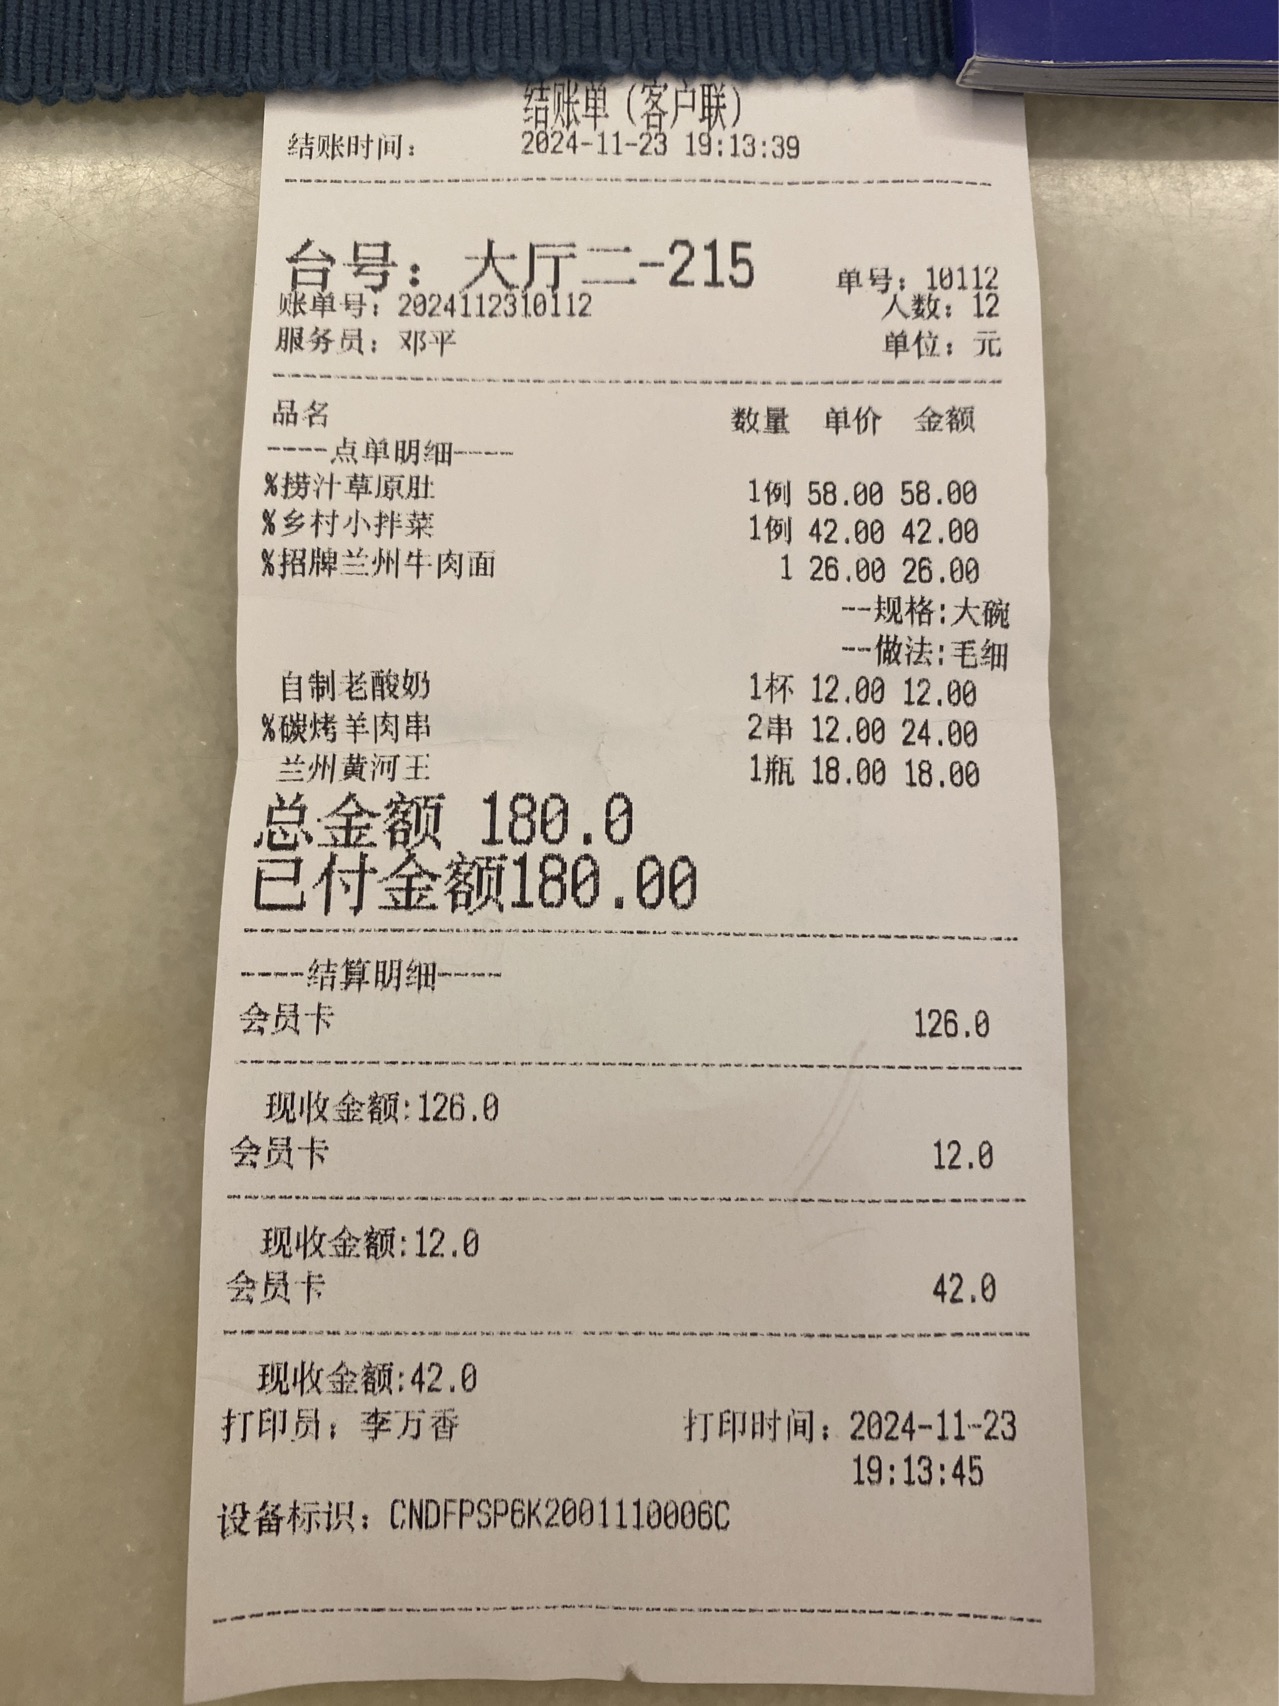 结账单（客户联）
结账时间： 2024-11-23 19:13:39
台号：大厅二-215 单号：10112
账单号：2024112310112 人数：12
服务员：邓平 单位：元
品名 数量 单价 金额
----点单明细----
%捞汁草原肚 1例 58.00 58.00
%乡村小拌菜 1例 42.00 42.00
%招牌兰州牛肉面 1 26.00 26.00
--规格:大碗
--做法:毛细
自制老酸奶 1杯 12.00 12.00
%碳烤羊肉串 2串 12.00 24.00
兰州黄河王 1瓶 18.00 18.00
总金额 180.0
已付金额180.00
----结算明细----
会员卡 126.0
现收金额:126.0
会员卡 12.0
现收金额:12.0
会员卡 42.0
现收金额:42.0
打印员：李万香 打印时间：2024-11-23
19:13:45
设备标识：CNDFPSP6K2001110006C